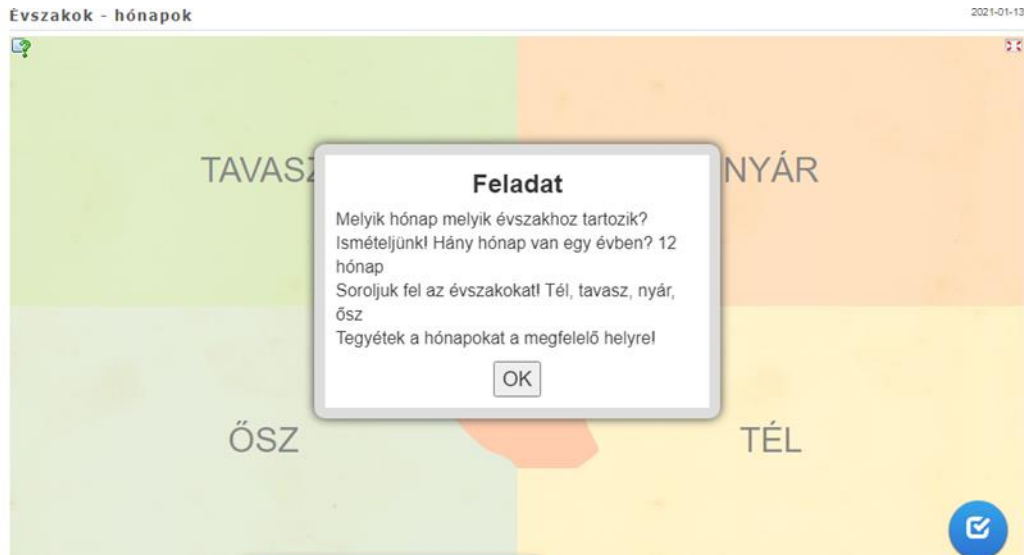 Évszakok - hónapok
2021-01-13
TAVASZ
NYÁR
Feladat
Melyik hónap melyik évszakhoz tartozik?
Ismételjünk! Hány hónap van egy évben? 12
hónap
Soroljuk fel az évszakokat! Tél, tavasz, nyár,
ősz
Tegyétek a hónapokat a megfelelő helyre!
OK
ŐSZ
TÉL